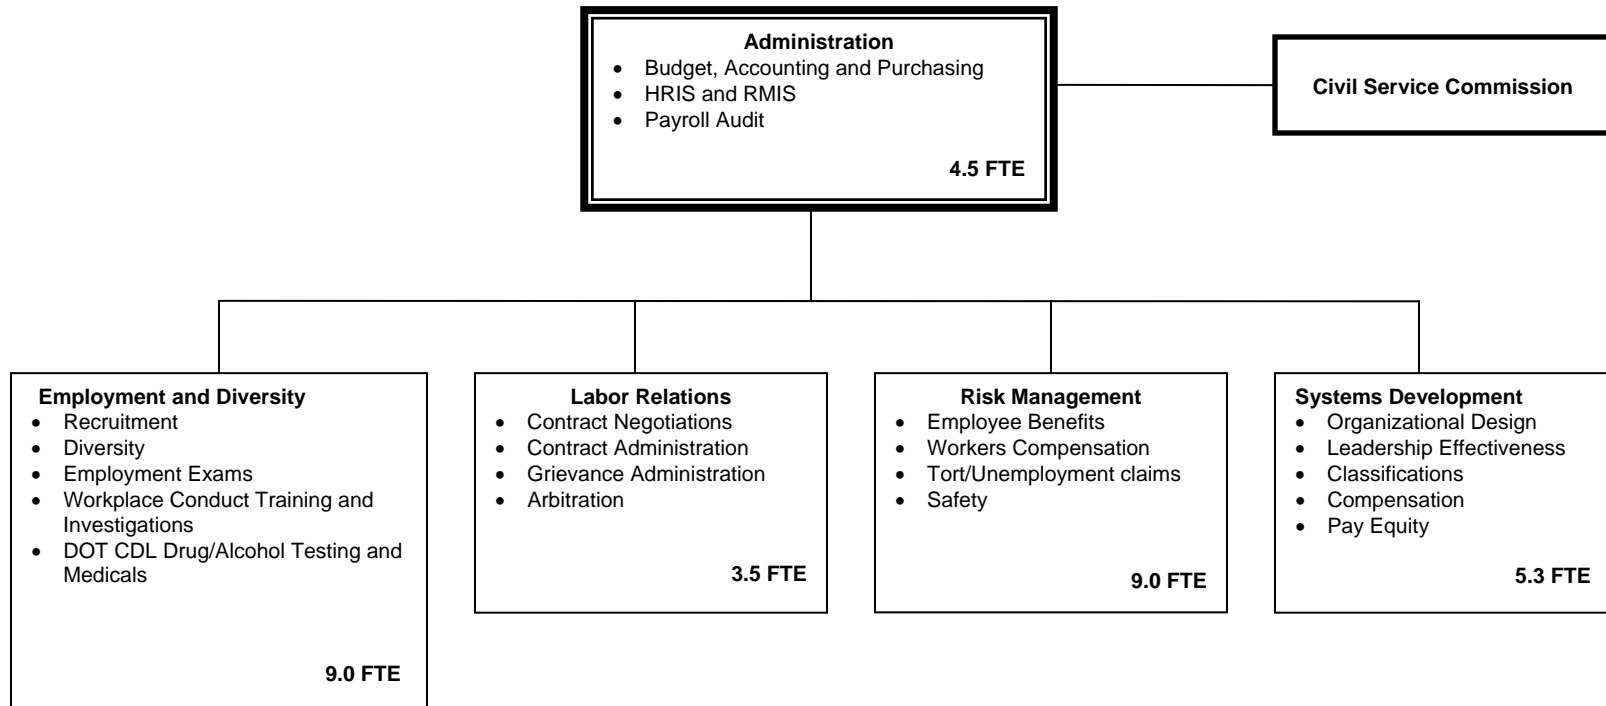 Administration
• Budget, Accounting and Purchasing
• HRIS and RMIS
• Payroll Audit
4.5 FTE
Civil Service Commission
Employment and Diversity
• Recruitment
• Diversity
• Employment Exams
• Workplace Conduct Training and
Investigations
• DOT CDL Drug/Alcohol Testing and
Medicals
9.0 FTE
Labor Relations
• Contract Negotiations
• Contract Administration
• Grievance Administration
• Arbitration
3.5 FTE
Risk Management
• Employee Benefits
• Workers Compensation
• Tort/Unemployment claims
• Safety
9.0 FTE
Systems Development
• Organizational Design
• Leadership Effectiveness
• Classifications
• Compensation
• Pay Equity
5.3 FTE